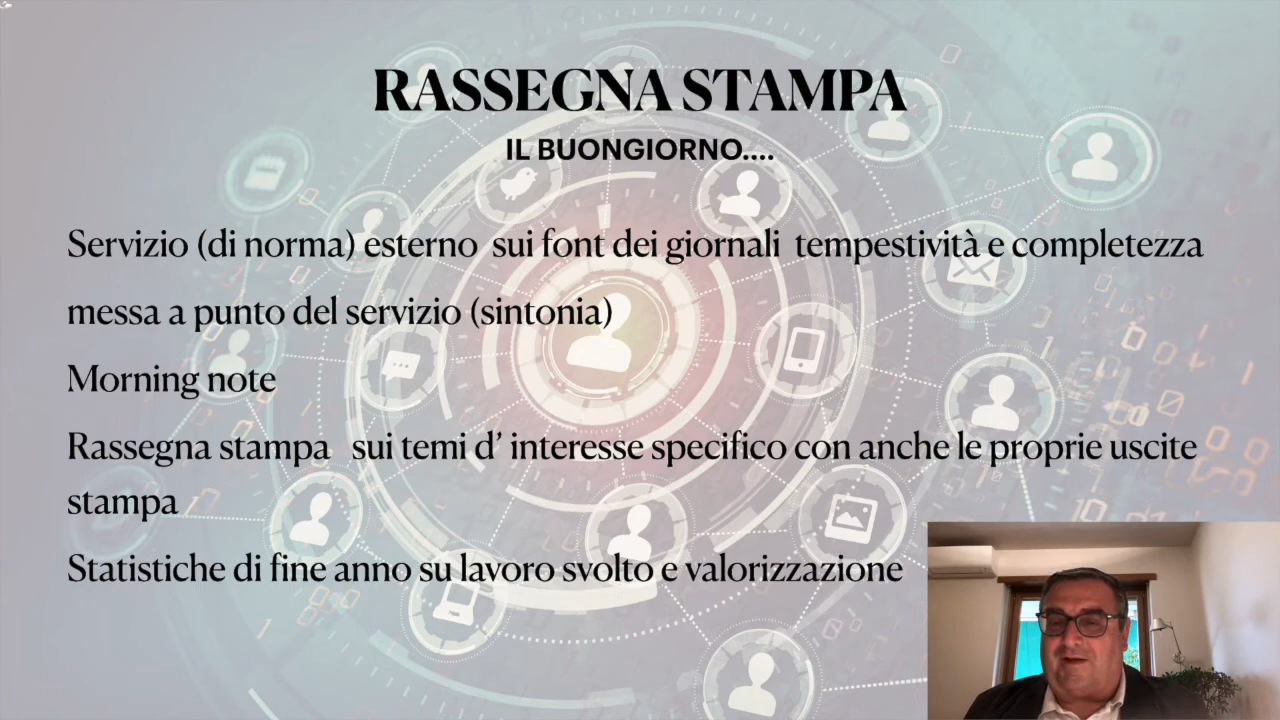 RASSEGNA STAMPA
IL BUONGIORNO....
Servizio (di norma) esterno sui font dei giornali tempestività e completezza
messa a punto del servizio (sintonia)
Morning note
Rassegna stampa sui temi d’ interesse specifico con anche le proprie uscite
stampa
Statistiche di fine anno su lavoro svolto e valorizzazione